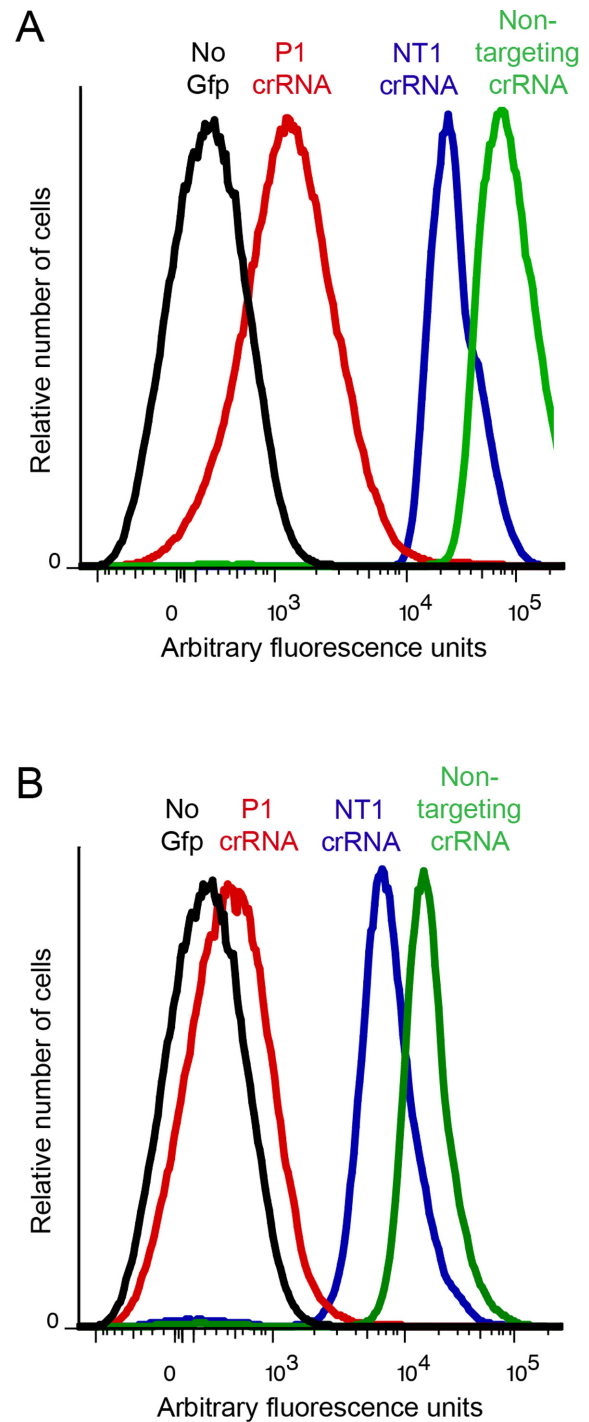 A
No
Gfp
P1
crRNA
NT1
crRNA
Non-
targeting
crRNA
Relative number of cells
0
0
10³
10⁴
10⁵
Arbitrary fluorescence units
B
No
Gfp
P1
crRNA
NT1
crRNA
Non-
targeting
crRNA
Relative number of cells
0
0
10³
10⁴
10⁵
Arbitrary fluorescence units